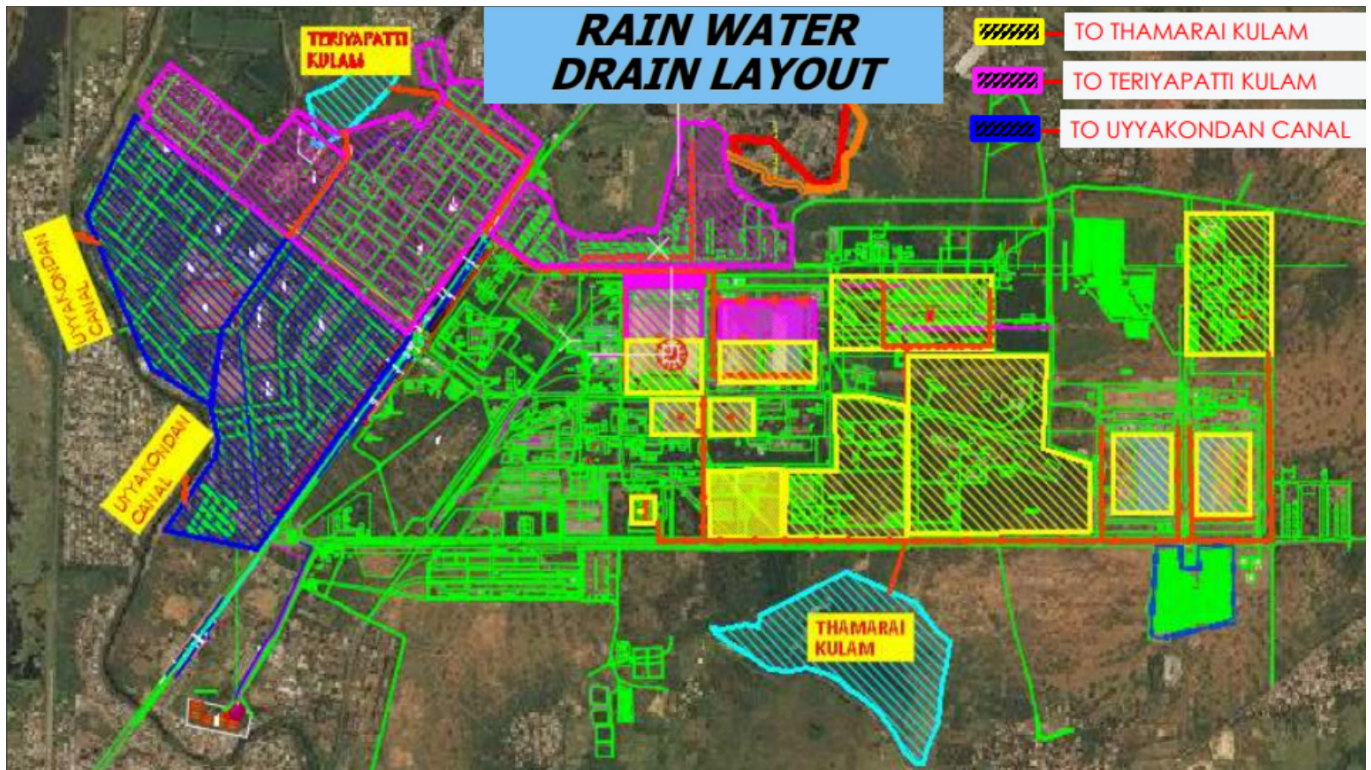 RAIN WATER
DRAIN LAYOUT
TO THAMARAI KULAM
TO TERIYAPATTI KULAM
TO UYYAKONDAN CANAL
TERIYAPATTI
KULAM
UYYAKONDAN
CANAL
UYYAKONDAN
CANAL
THAMARAI
KULAM